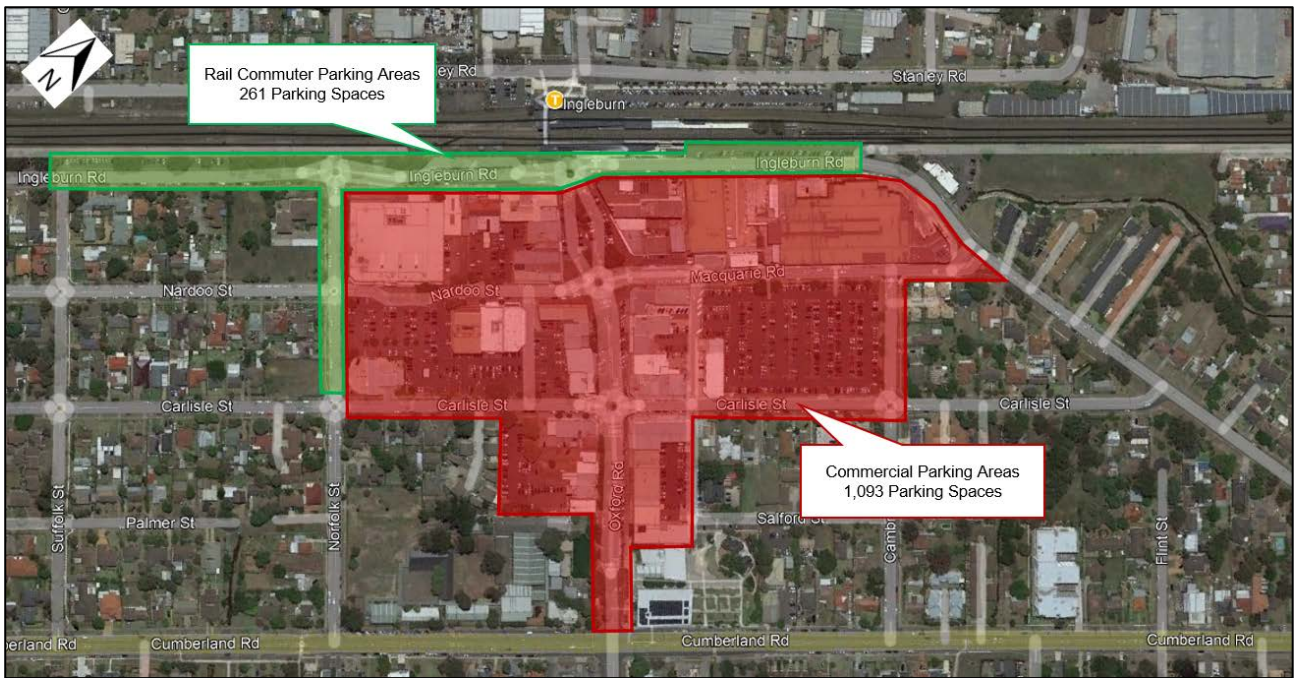 N
Rail Commuter Parking Areas
261 Parking Spaces
ley Rd
Stanley Rd
Ingleburn
Ingleburn Rd
Ingleburn Rd
Ingleburn Rd
Macquarie Rd
Nardoo St
Nardoo St
Carlisle St
Carlisle St
Carlisle St
Carlisle St
Commercial Parking Areas
1,093 Parking Spaces
Suffolk St
Norfolk St
Oxford Rd
Palmer St
Salford St
Camb
Flint St
berland Rd
Cumberland Rd
Cumberland Rd
Cumberland Rd